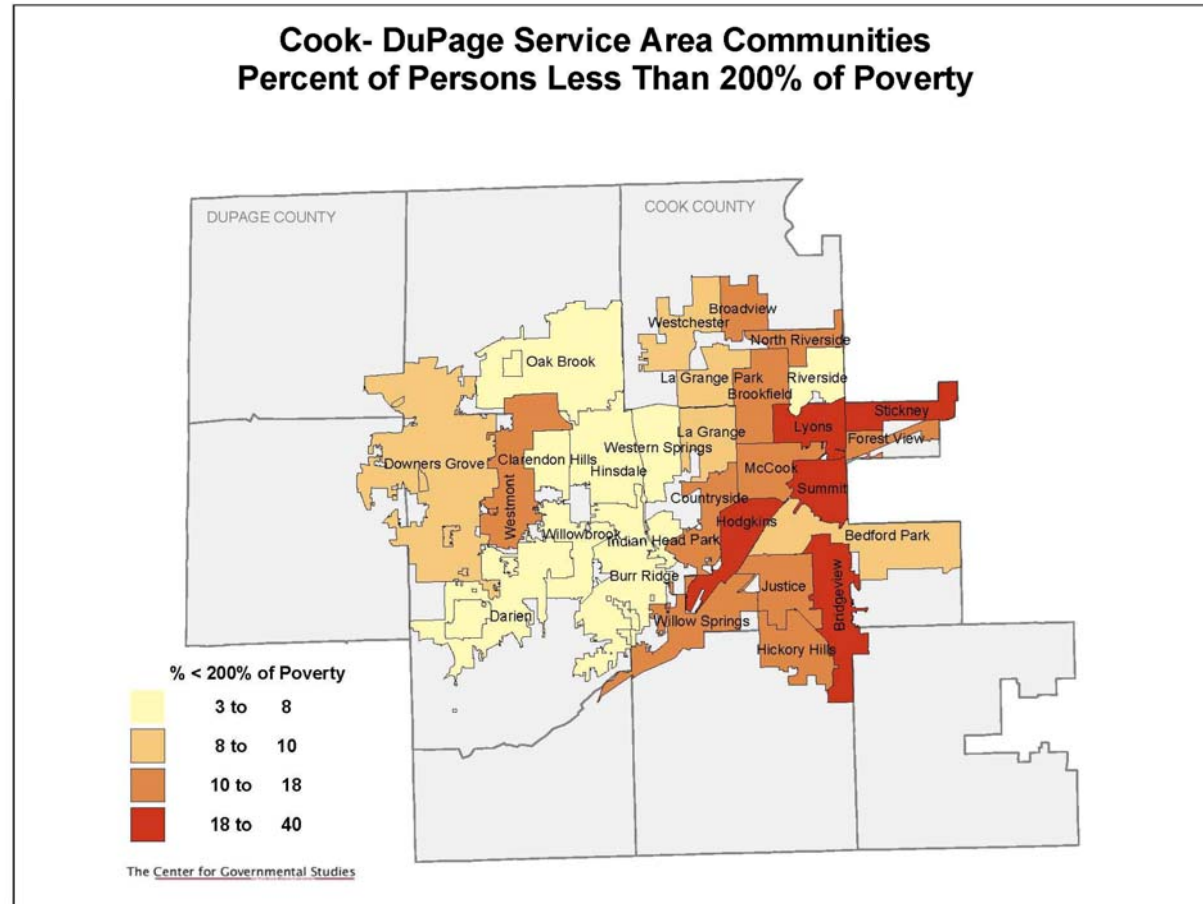 Cook- DuPage Service Area Communities
Percent of Persons Less Than 200% of Poverty
DUPAGE COUNTY
COOK COUNTY
Broadview
Westchester
North Riverside
Oak Brook
La Grange Park
Riverside
Brookfield
Stickney
Lyons
La Grange
Forest View
Western Springs
Clarendon Hills
Downers Grove
Hinsdale
McCook
Summit
Countryside
Westmont
Hodgkins
Willowbrook
Indian Head Park
Bedford Park
Burr Ridge
Justice
Bridgeview
Darien
Willow Springs
Hickory Hills
% < 200% of Poverty
3 to 8
8 to 10
10 to 18
18 to 40
The Center for Governmental Studies